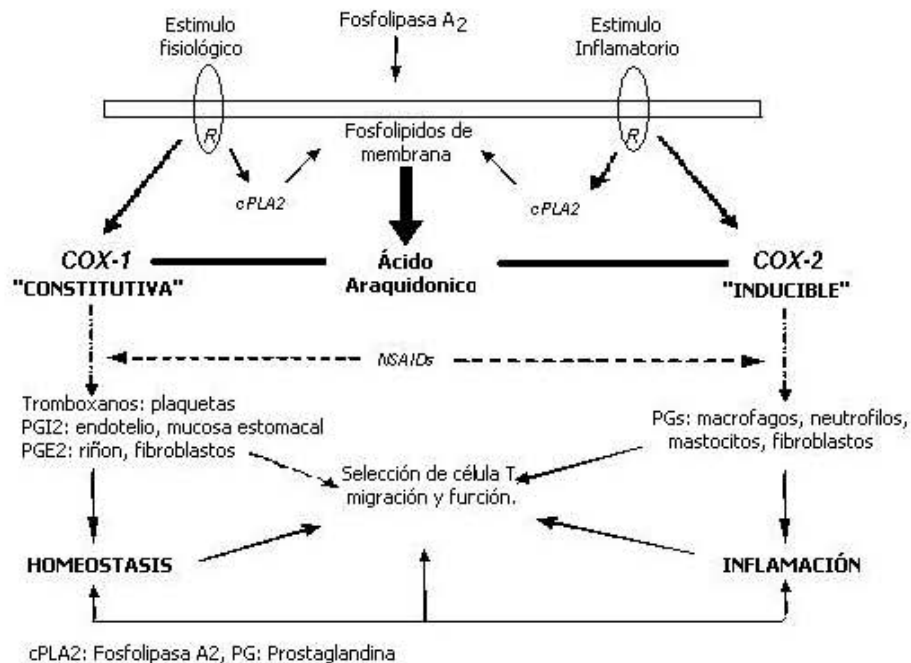 Estimulo
fisiológico
Fosfolipasa A2
Estimulo
Inflamatorio
R
Fosfolipidos de
membrana
R
cPLA2
cPLA2
COX-1
"CONSTITUTIVA"
Ácido
Araquidonico
COX-2
"INDUCIBLE"
NSAIDs
Tromboxanos: plaquetas
PGI2: endotelio, mucosa estomacal
PGE2: riñon, fibroblastos
PGs: macrofagos, neutrofilos,
mastocitos, fibroblastos
Selección de célula T,
migración y furción.
HOMEOSTASIS
INFLAMACIÓN
cPLA2: Fosfolipasa A2, PG: Prostaglandina